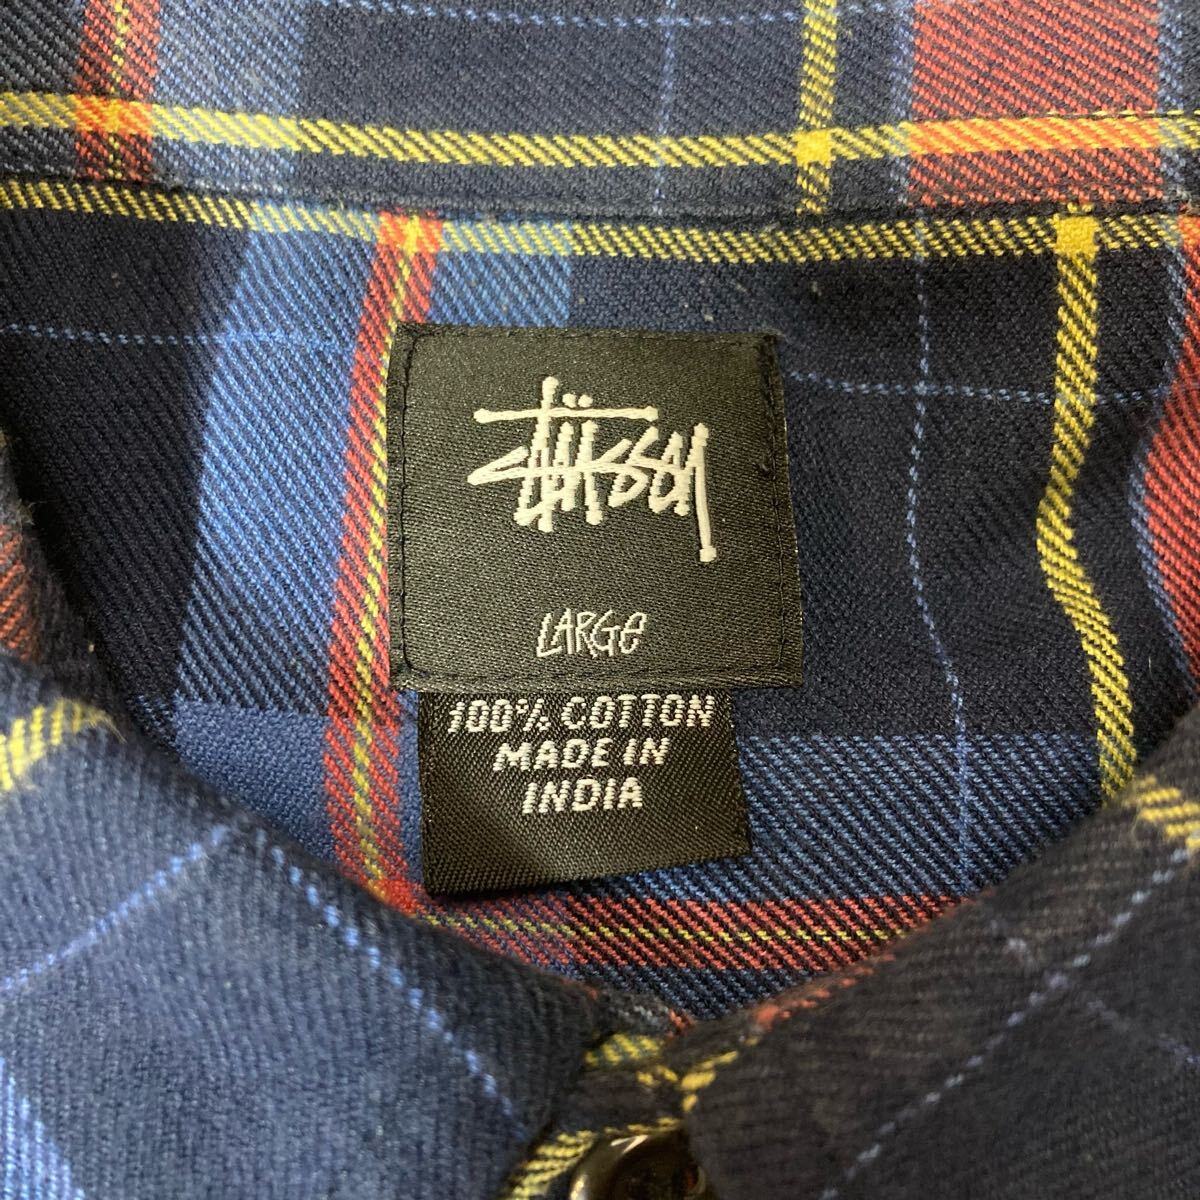 Stüssy
LARGe
100% COTTON
MADE IN
INDIA